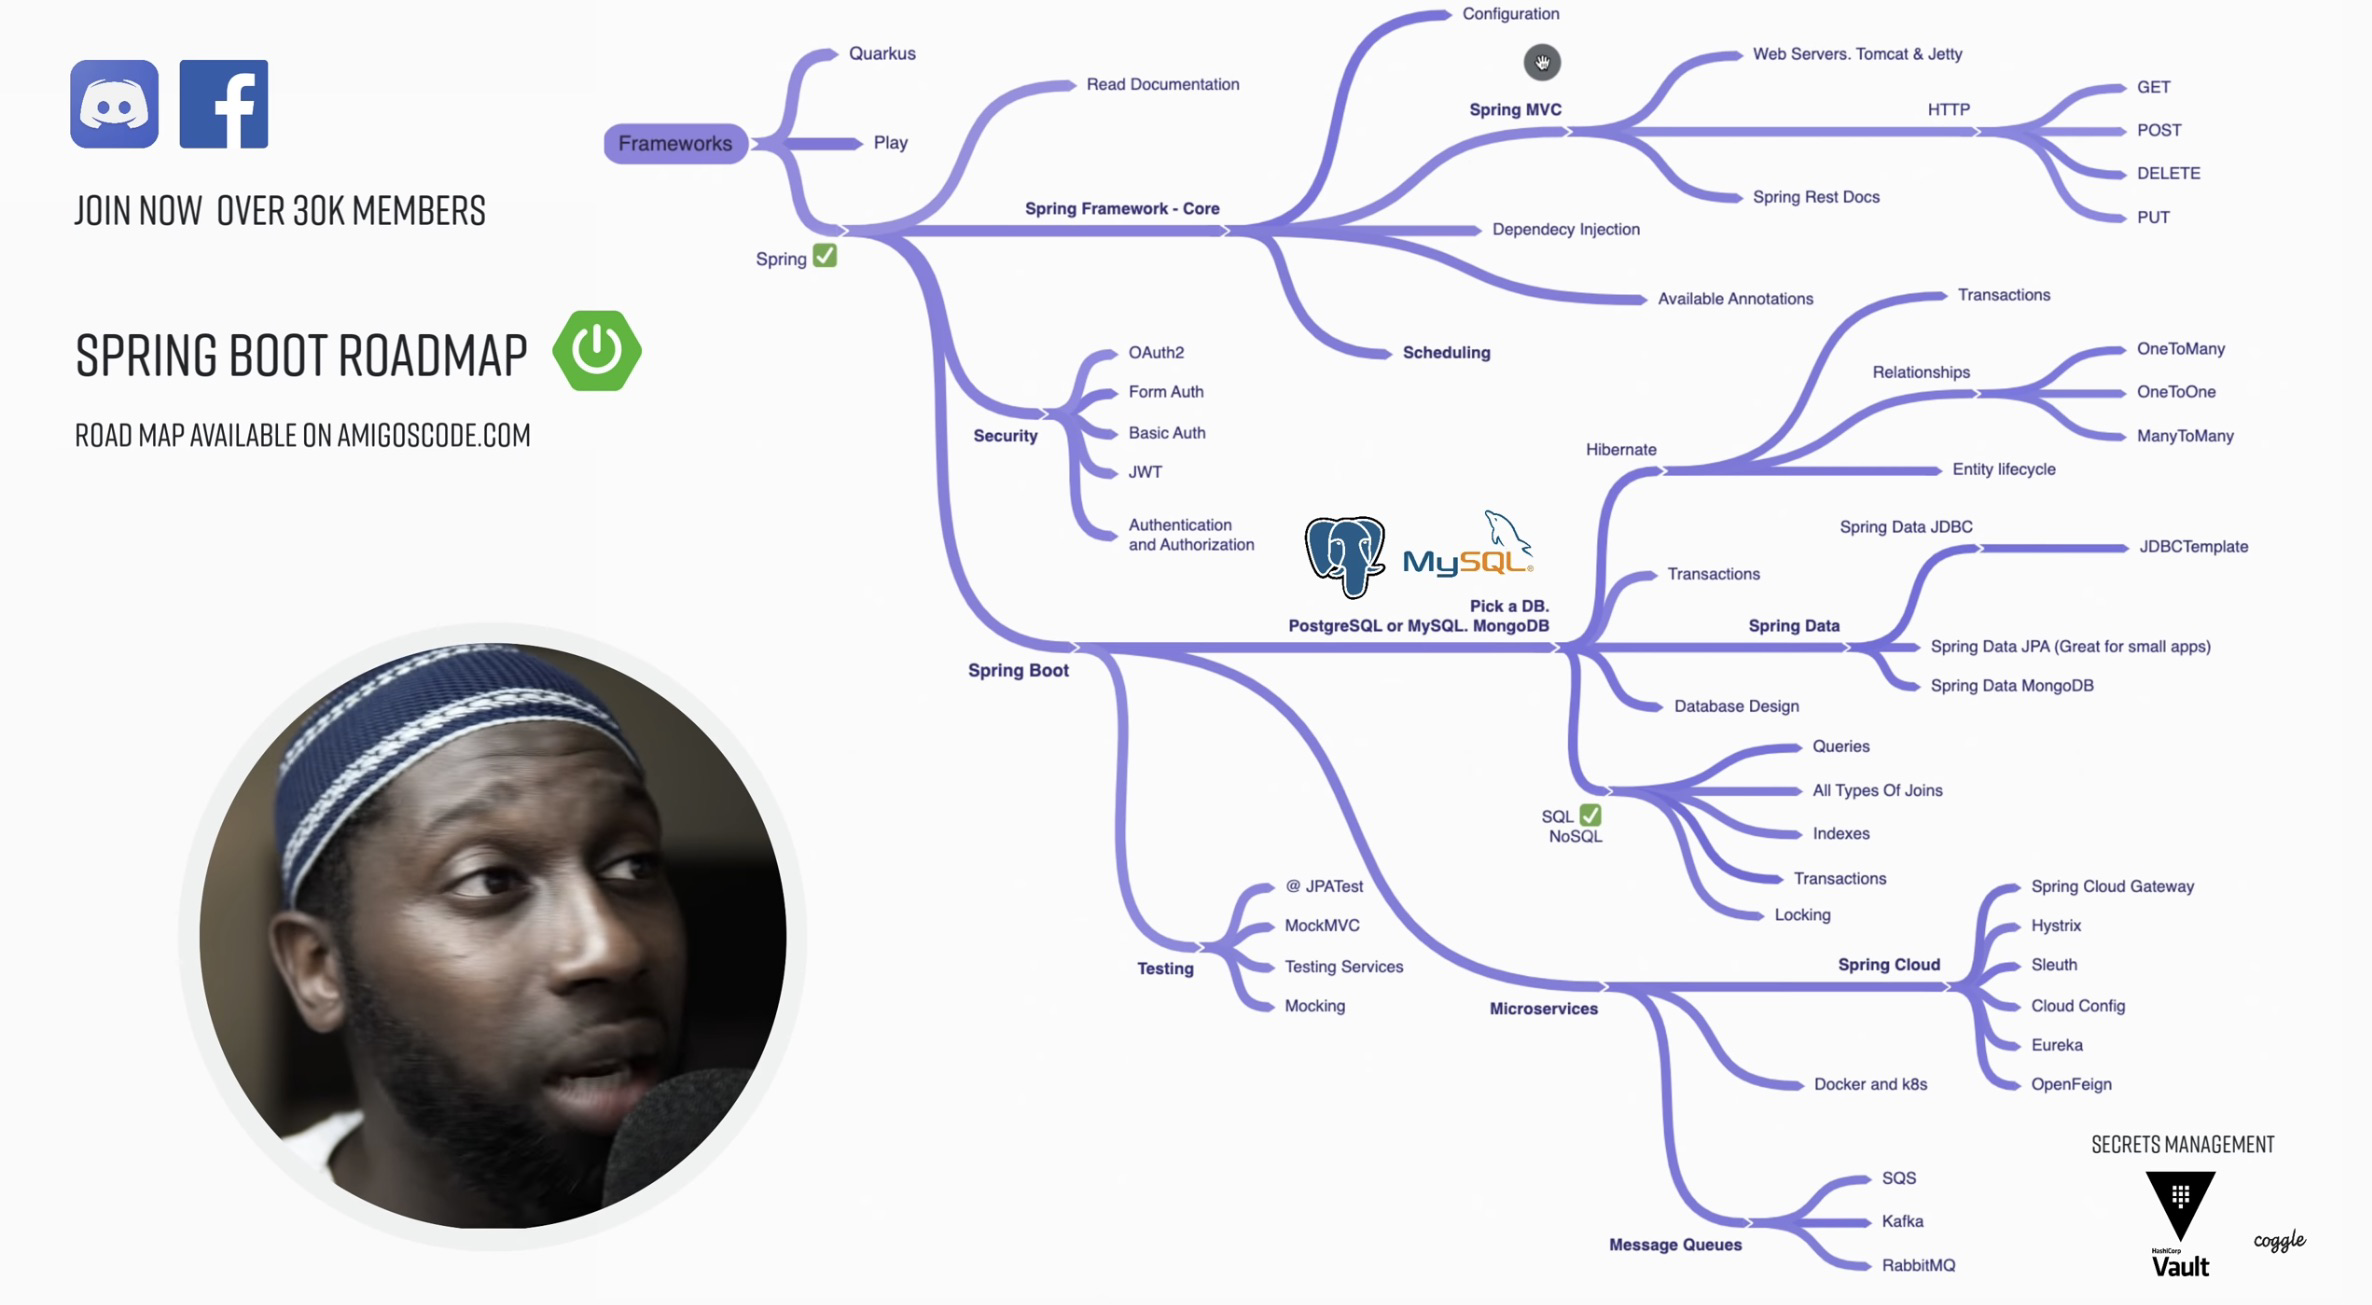 JOIN NOW OVER 30K MEMBERS
SPRING BOOT ROADMAP
ROAD MAP AVAILABLE ON AMIGOSCODE.COM
Frameworks
Quarkus
Play
Spring
Read Documentation
Spring Framework - Core
Configuration
Spring MVC
Web Servers. Tomcat & Jetty
HTTP
GET
POST
DELETE
PUT
Spring Rest Docs
Dependecy Injection
Available Annotations
Scheduling
Security
OAuth2
Form Auth
Basic Auth
JWT
Authentication
and Authorization
Spring Boot
MySQL®
Pick a DB.
PostgreSQL or MySQL. MongoDB
Hibernate
Transactions
Relationships
OneToMany
OneToOne
ManyToMany
Entity lifecycle
Transactions
Spring Data
Spring Data JDBC
JDBCTemplate
Spring Data JPA (Great for small apps)
Spring Data MongoDB
Database Design
SQL
NoSQL
Queries
All Types Of Joins
Indexes
Transactions
Locking
Testing
@ JPATest
MockMVC
Testing Services
Mocking
Microservices
Spring Cloud
Spring Cloud Gateway
Hystrix
Sleuth
Cloud Config
Eureka
OpenFeign
Docker and k8s
Message Queues
SQS
Kafka
RabbitMQ
SECRETS MANAGEMENT
HashiCorp
Vault
coggle